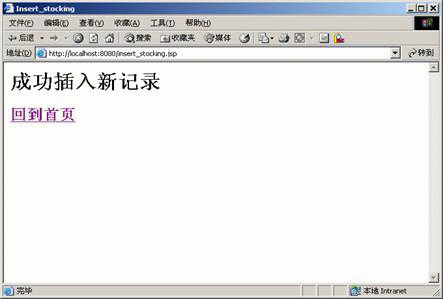 Insert_stocking
文件(F) 编辑(E) 查看(V) 收藏(A) 工具(T) 帮助(H)
后退 搜索 收藏夹 媒体
地址(D) http://localhost:8080/insert_stocking.jsp 转到
成功插入新记录
回到首页
完毕 本地 Intranet